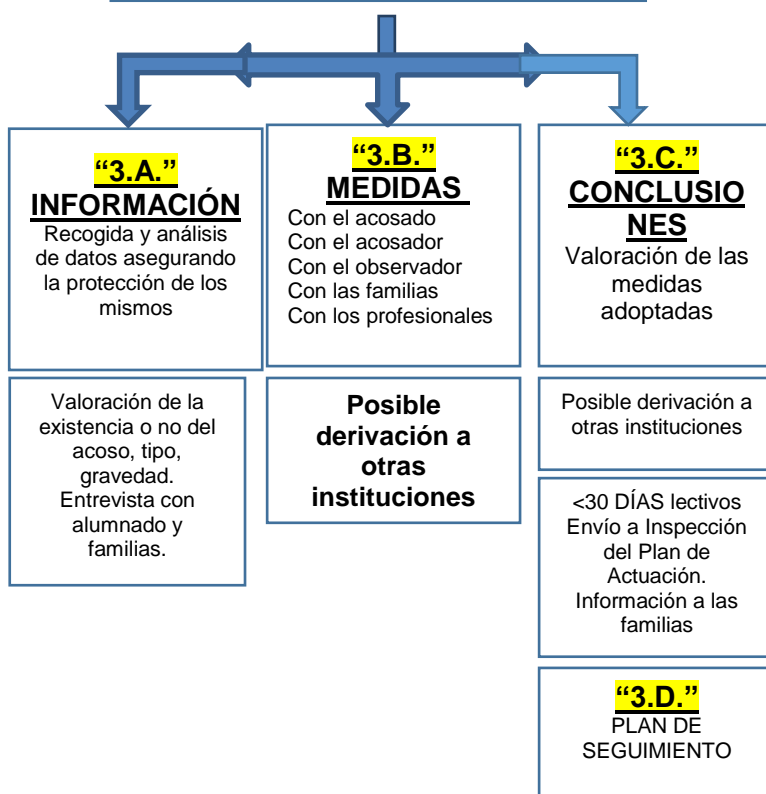 “3.A.”
INFORMACIÓN
Recogida y análisis
de datos asegurando
la protección de los
mismos
Valoración de la
existencia o no del
acoso, tipo,
gravedad.
Entrevista con
alumnado y
familias.
“3.B.”
MEDIDAS
Con el acosado
Con el acosador
Con el observador
Con las familias
Con los profesionales
Posible
derivación a
otras
instituciones
“3.C.”
CONCLUSIO
NES
Valoración de las
medidas
adoptadas
Posible derivación a
otras instituciones
<30 DÍAS lectivos
Envío a Inspección
del Plan de
Actuación.
Información a las
familias
“3.D.”
PLAN DE
SEGUIMIENTO